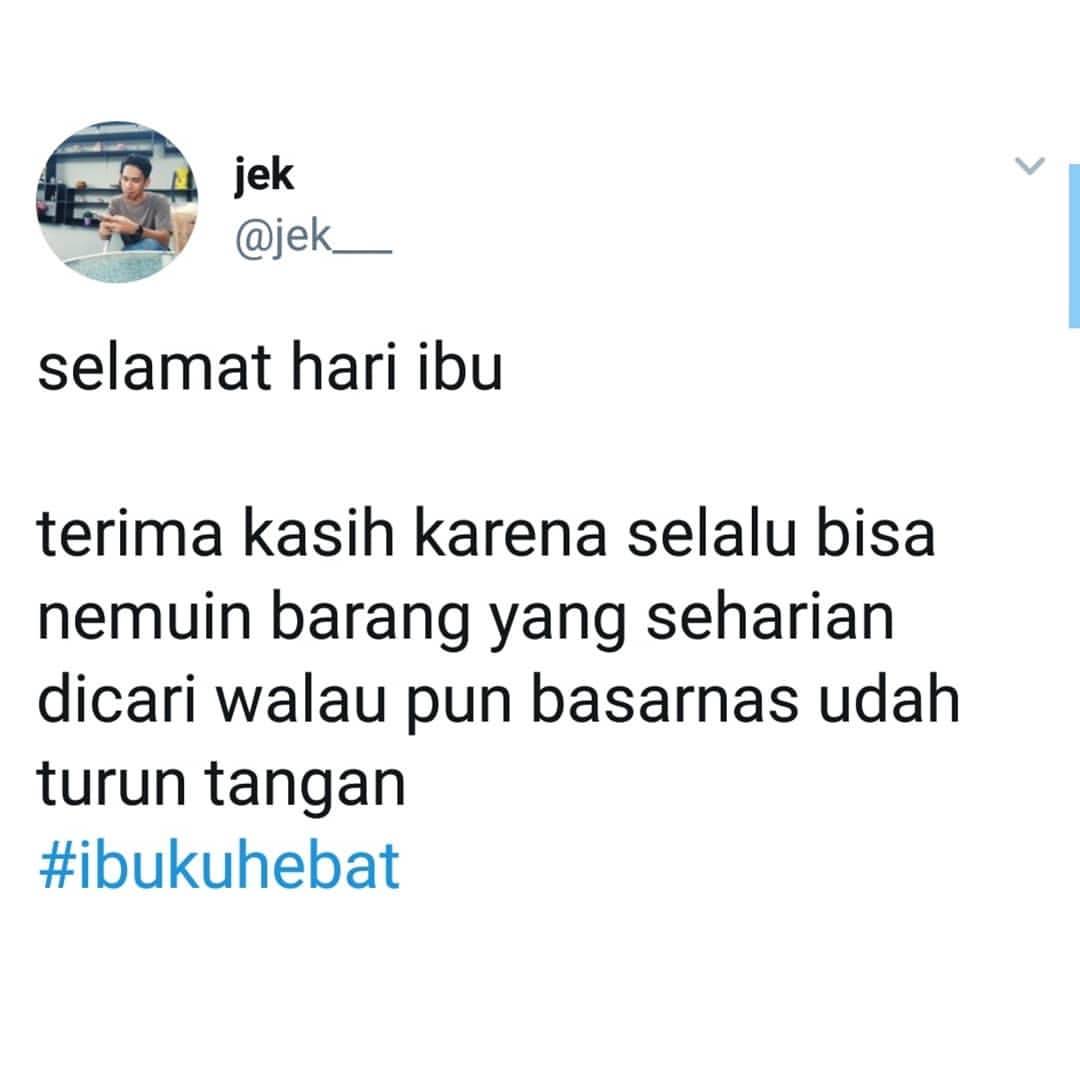 jek
@jek___
selamat hari ibu
terima kasih karena selalu bisa
nemuin barang yang seharian
dicari walau pun basarnas udah
turun tangan
#ibukuhebat